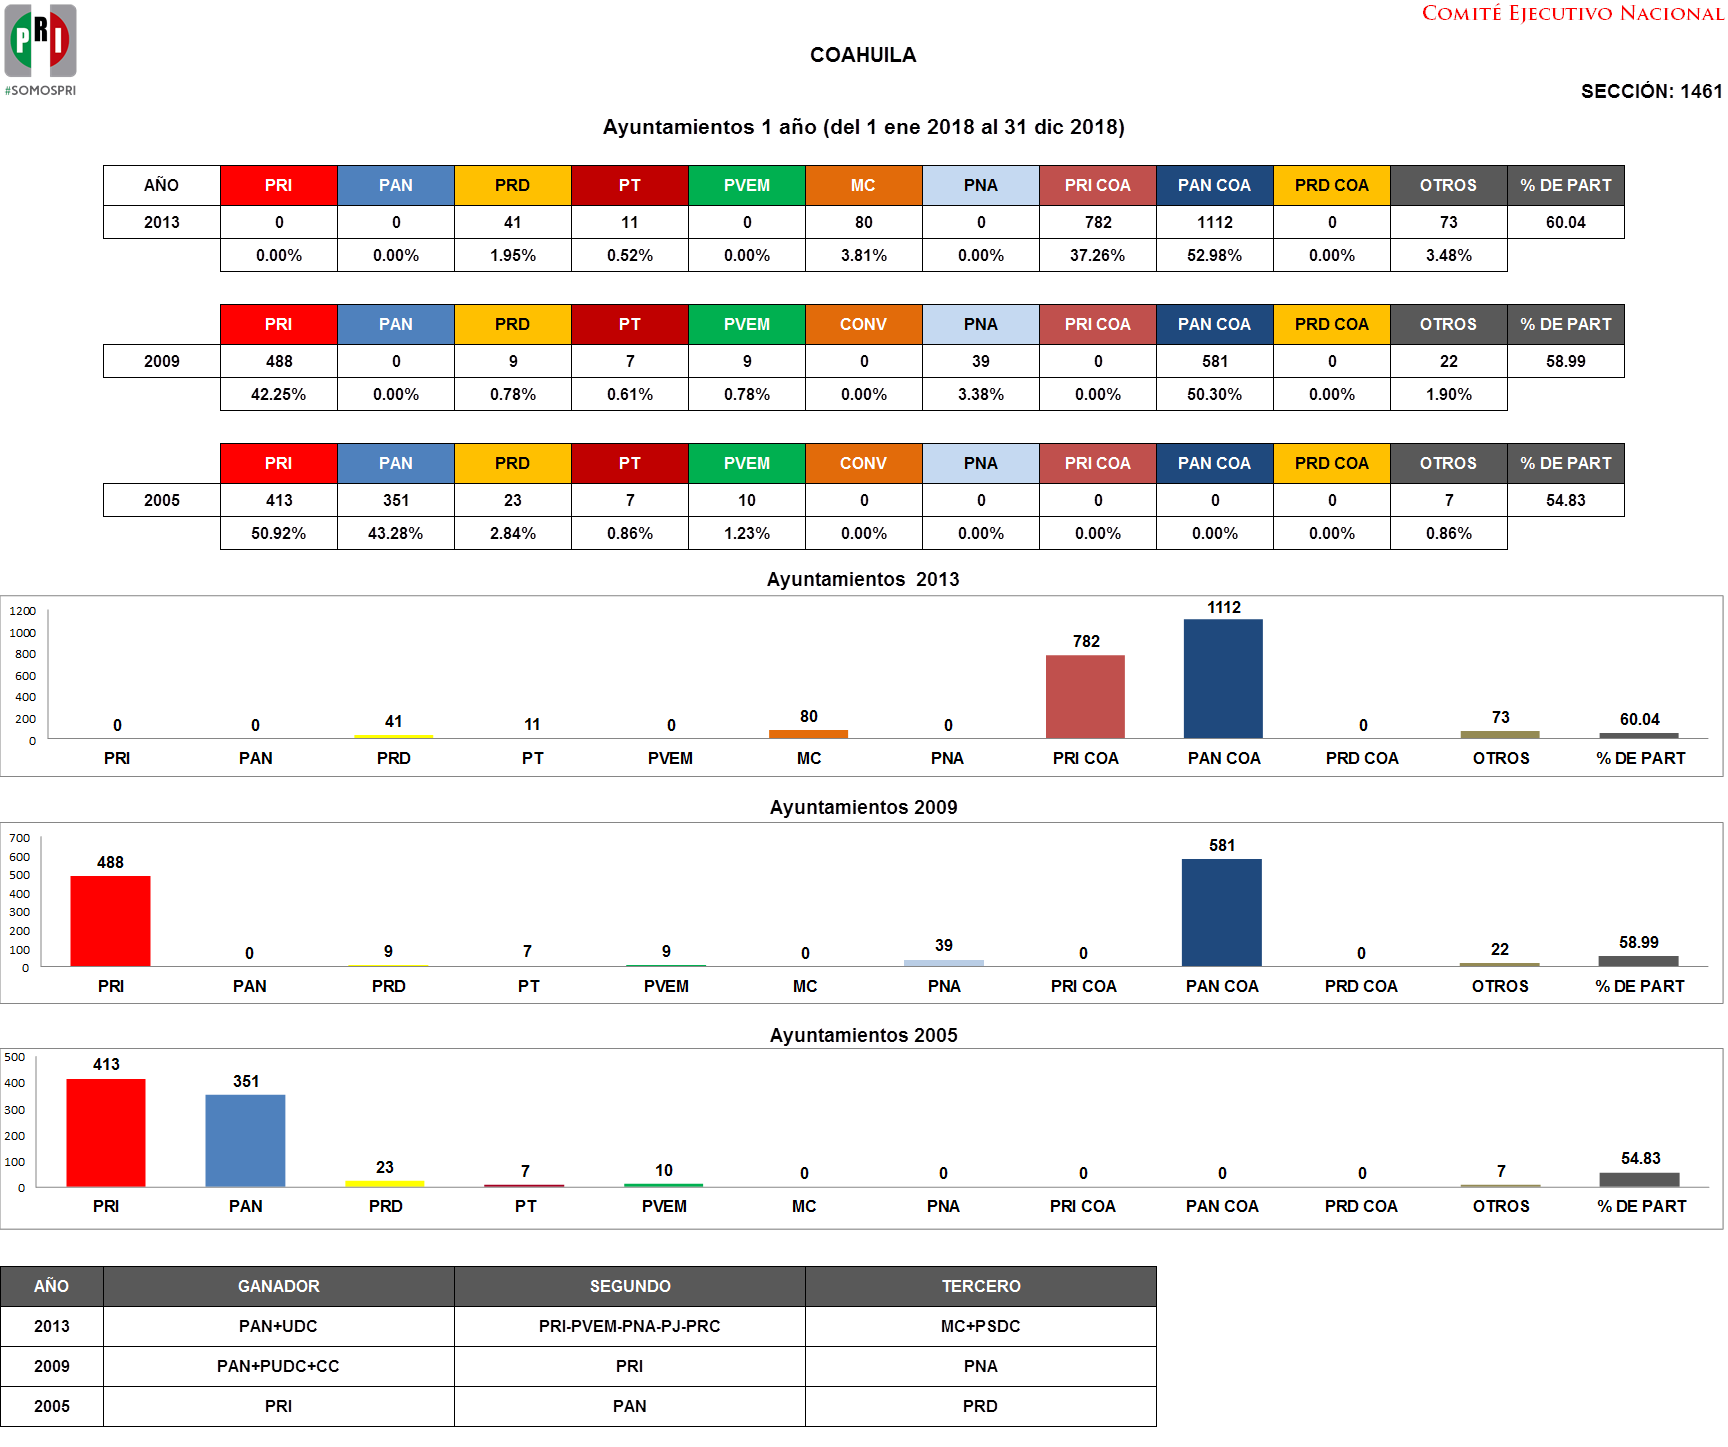 COMITÉ EJECUTIVO NACIONAL
PRI
#SOMOSPRI
COAHUILA
SECCIÓN: 1461
Ayuntamientos 1 año (del 1 ene 2018 al 31 dic 2018)
AÑO PRI PAN PRD PT PVEM MC PNA PRI COA PAN COA PRD COA OTROS % DE PART
2013 0 0 41 11 0 80 0 782 1112 0 73 60.04
0.00% 0.00% 1.95% 0.52% 0.00% 3.81% 0.00% 37.26% 52.98% 0.00% 3.48%
PRI PAN PRD PT PVEM CONV PNA PRI COA PAN COA PRD COA OTROS % DE PART
2009 488 0 9 7 9 0 39 0 581 0 22 58.99
42.25% 0.00% 0.78% 0.61% 0.78% 0.00% 3.38% 0.00% 50.30% 0.00% 1.90%
PRI PAN PRD PT PVEM CONV PNA PRI COA PAN COA PRD COA OTROS % DE PART
2005 413 351 23 7 10 0 0 0 0 0 7 54.83
50.92% 43.28% 2.84% 0.86% 1.23% 0.00% 0.00% 0.00% 0.00% 0.00% 0.86%
Ayuntamientos 2013
1200
1000
800
600
400
200
0
0 0 41 11 0 80 0 782 1112 0 73 60.04
PRI PAN PRD PT PVEM MC PNA PRI COA PAN COA PRD COA OTROS % DE PART
Ayuntamientos 2009
700
600
500
400
300
200
100
0
488 0 9 7 9 0 39 0 581 0 22 58.99
PRI PAN PRD PT PVEM MC PNA PRI COA PAN COA PRD COA OTROS % DE PART
Ayuntamientos 2005
500
400
300
200
100
0
413 351 23 7 10 0 0 0 0 0 7 54.83
PRI PAN PRD PT PVEM MC PNA PRI COA PAN COA PRD COA OTROS % DE PART
AÑO GANADOR SEGUNDO TERCERO
2013 PAN+UDC PRI-PVEM-PNA-PJ-PRC MC+PSDC
2009 PAN+PUDC+CC PRI PNA
2005 PRI PAN PRD